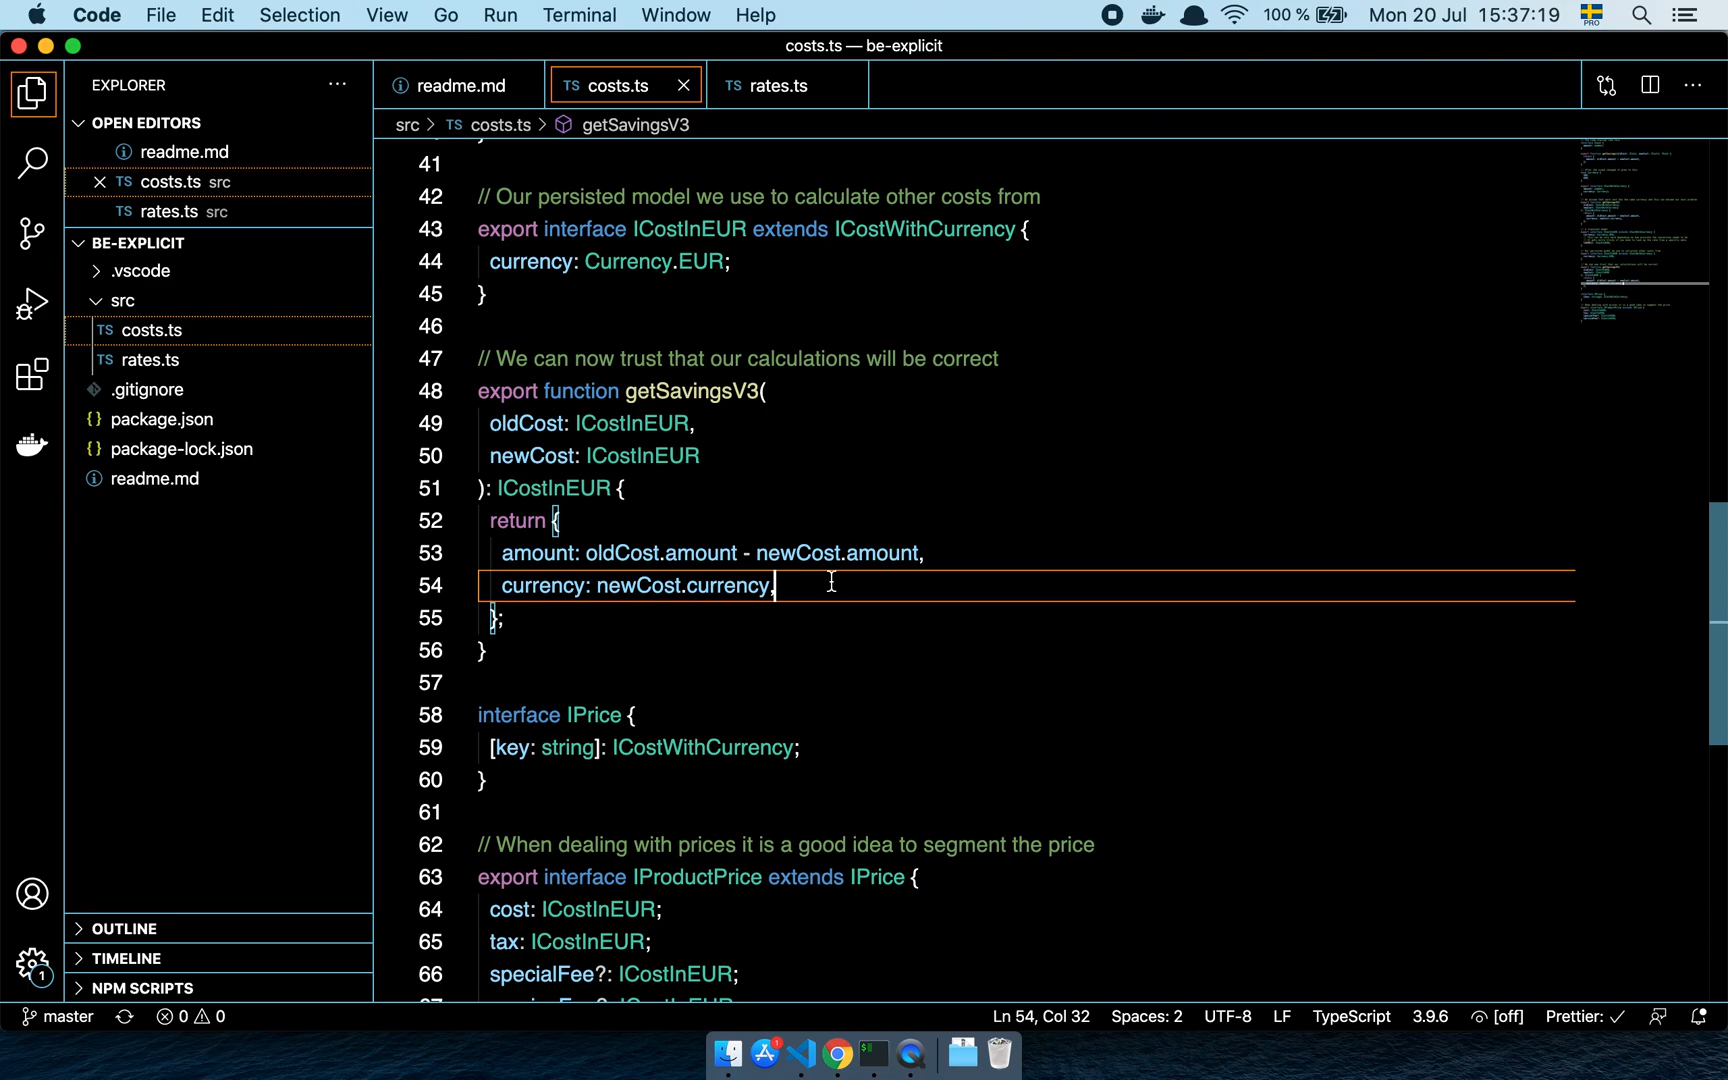 Code File Edit Selection View Go Run Terminal Window Help 100 % Mon 20 Jul 15:37:19 PRO
costs.ts — be-explicit
EXPLORER
OPEN EDITORS
readme.md
TS costs.ts src
TS rates.ts src
BE-EXPLICIT
.vscode
src
TS costs.ts
TS rates.ts
.gitignore
{} package.json
{} package-lock.json
readme.md
OUTLINE
TIMELINE
NPM SCRIPTS
1
readme.md TS costs.ts TS rates.ts
src > TS costs.ts > getSavingsV3
41
42 // Our persisted model we use to calculate other costs from
43 export interface ICostInEUR extends ICostWithCurrency {
44 currency: Currency.EUR;
45 }
46
47 // We can now trust that our calculations will be correct
48 export function getSavingsV3(
49 oldCost: ICostInEUR,
50 newCost: ICostInEUR
51 ): ICostInEUR {
52 return {
53 amount: oldCost.amount - newCost.amount,
54 currency: newCost.currency,
55 };
56 }
57
58 interface IPrice {
59 [key: string]: ICostWithCurrency;
60 }
61
62 // When dealing with prices it is a good idea to segment the price
63 export interface IProductPrice extends IPrice {
64 cost: ICostInEUR;
65 tax: ICostInEUR;
66 specialFee?: ICostInEUR;
master 0 0 Ln 54, Col 32 Spaces: 2 UTF-8 LF TypeScript 3.9.6 [off] Prettier: ✓
1